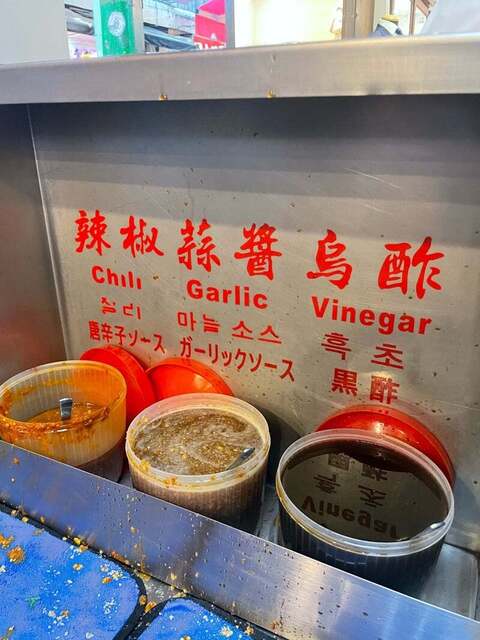 辣椒 蒜醬 烏酢
Chili Garlic Vinegar
칠리 마늘 소스 흑초
唐辛子ソース ガーリックソース 黒酢